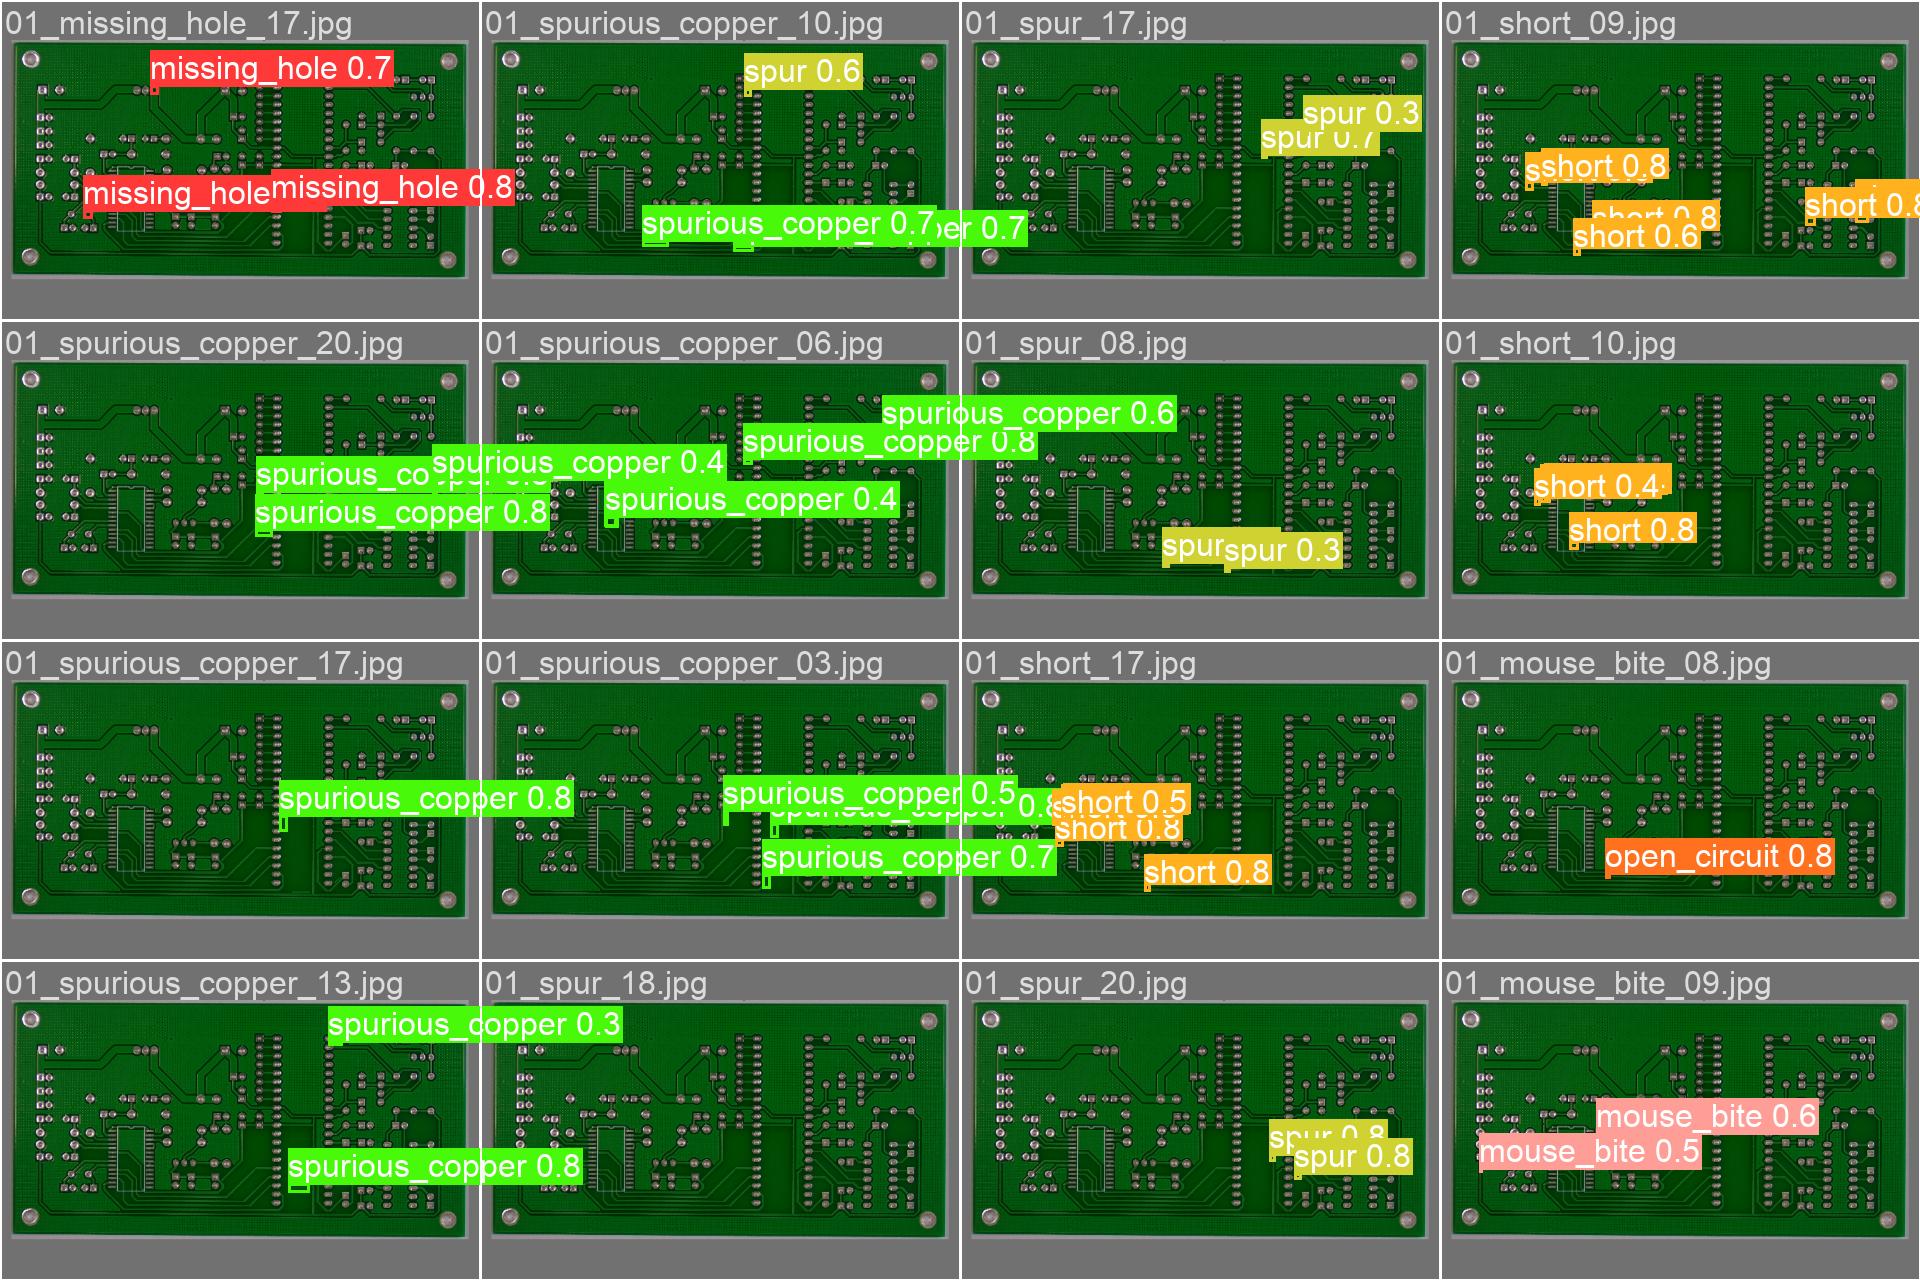 01_missing_hole_17.jpg
missing_hole 0.7
missing_hole
missing_hole 0.8
01_spurious_copper_10.jpg
spur 0.6
spurious_copper 0.7
per 0.7
01_spur_17.jpg
spur 0.3
spur 0.7
01_short_09.jpg
short 0.8
short 0.8
short 0.8
short 0.6
01_spurious_copper_20.jpg
spurious_co
spurious_copper 0.4
spurious_copper 0.8
01_spurious_copper_06.jpg
spurious_copper 0.6
spurious_copper 0.8
spurious_copper 0.4
01_spur_08.jpg
spur
spur 0.3
01_short_10.jpg
short 0.4
short 0.8
01_spurious_copper_17.jpg
spurious_copper 0.8
01_spurious_copper_03.jpg
spurious_copper 0.5
spurious_copper 0.8
spurious_copper 0.7
01_short_17.jpg
short 0.5
short 0.8
short 0.8
01_mouse_bite_08.jpg
open_circuit 0.8
01_spurious_copper_13.jpg
spurious_copper 0.3
spurious_copper 0.8
01_spur_18.jpg
01_spur_20.jpg
spur 0.8
spur 0.8
01_mouse_bite_09.jpg
mouse_bite 0.6
mouse_bite 0.5